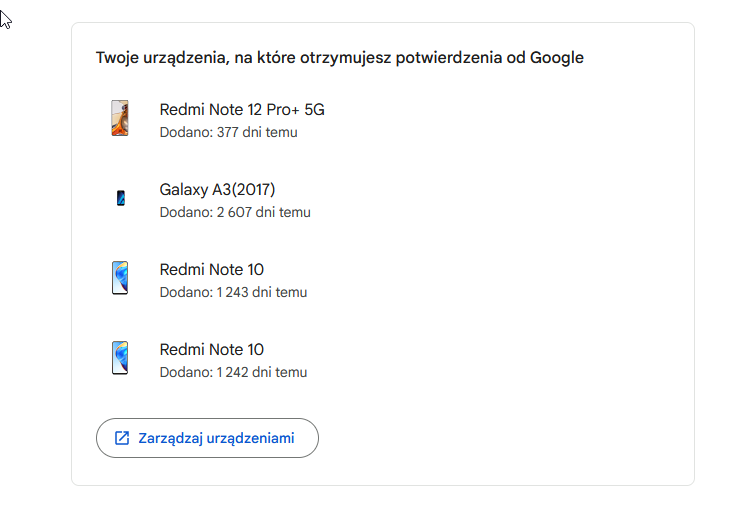 Twoje urządzenia, na które otrzymujesz potwierdzenia od Google
Redmi Note 12 Pro+ 5G
Dodano: 377 dni temu
Galaxy A3(2017)
Dodano: 2 607 dni temu
Redmi Note 10
Dodano: 1 243 dni temu
Redmi Note 10
Dodano: 1 242 dni temu
Zarządzaj urządzeniami